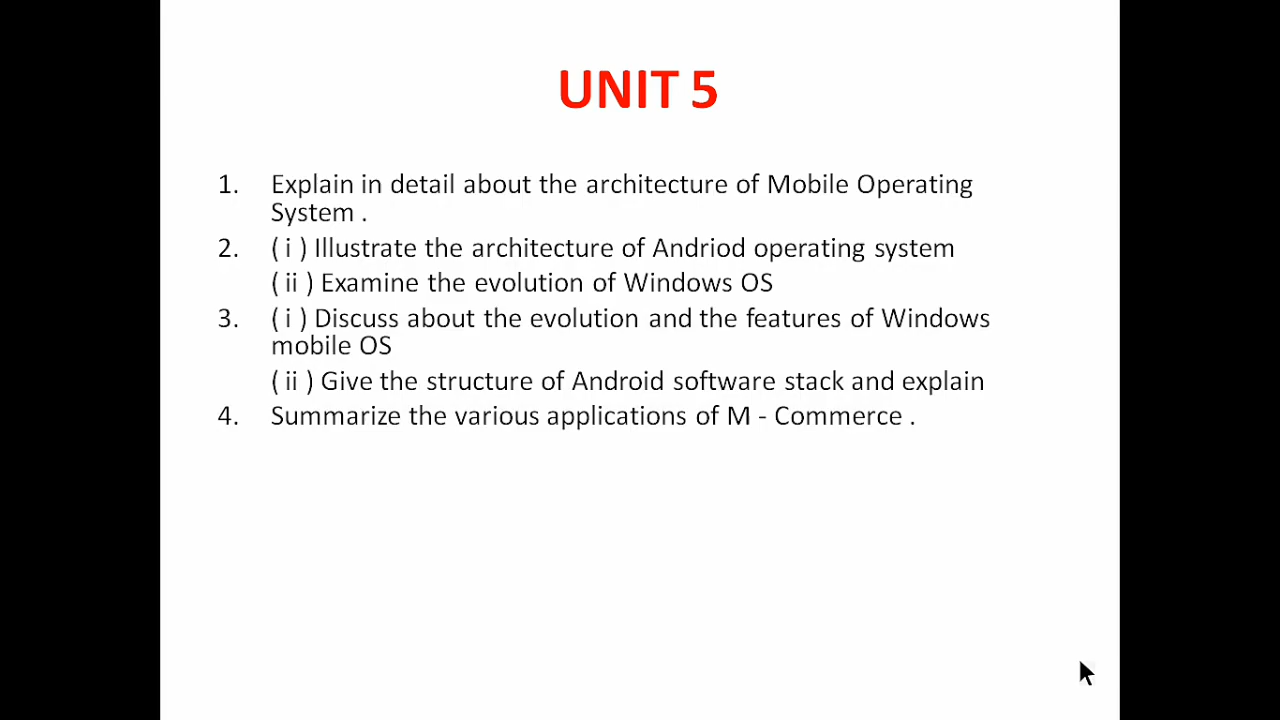 UNIT 5
1. Explain in detail about the architecture of Mobile Operating
System .
2. ( i ) Illustrate the architecture of Andriod operating system
( ii ) Examine the evolution of Windows OS
3. ( i ) Discuss about the evolution and the features of Windows
mobile OS
( ii ) Give the structure of Android software stack and explain
4. Summarize the various applications of M - Commerce .